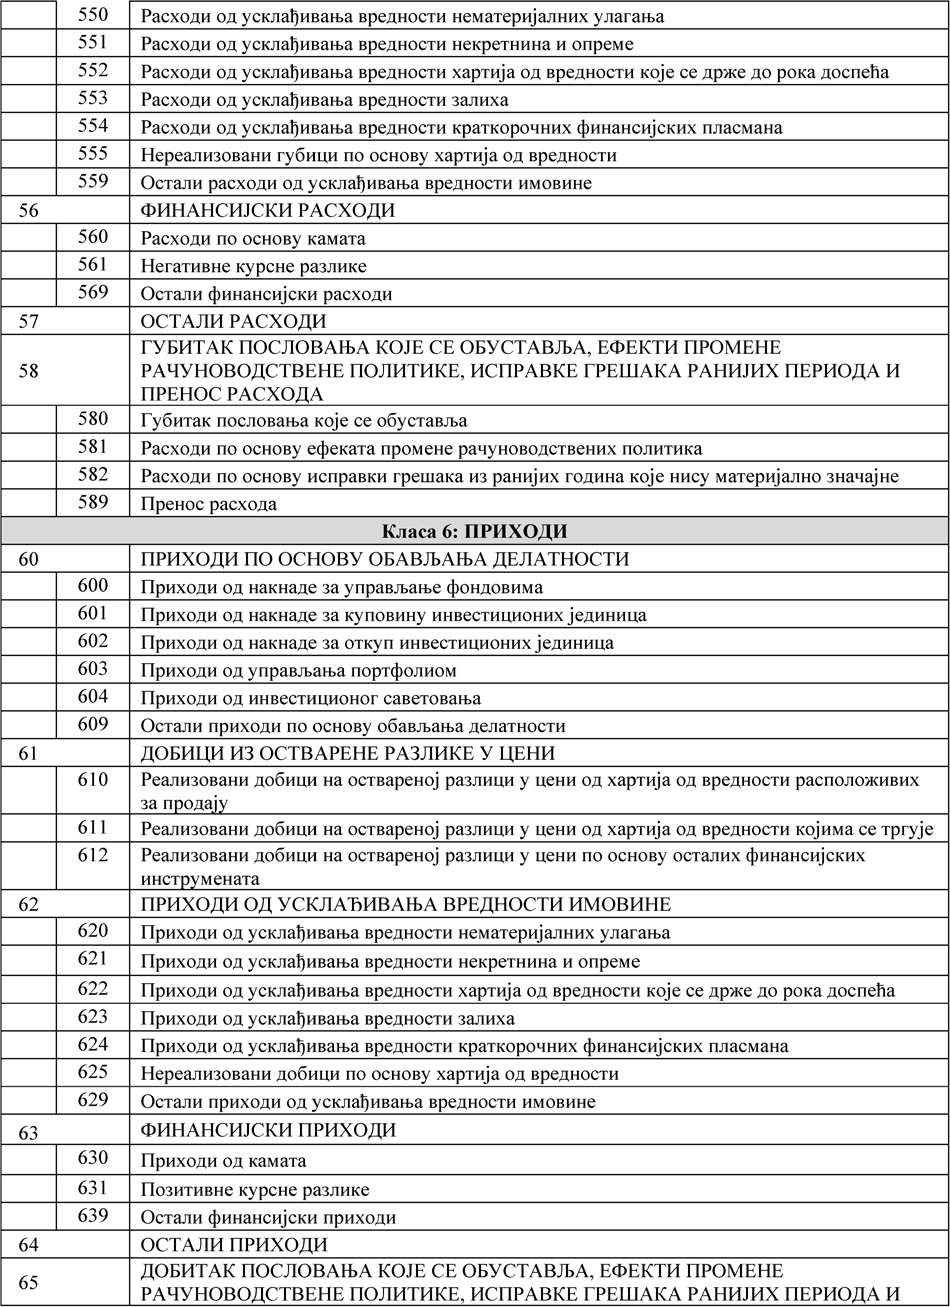 550 Расходи од усклађивања вредности нематеријалних улагања
551 Расходи од усклађивања вредности некретнина и опреме
552 Расходи од усклађивања вредности хартија од вредности које се држе до рока доспећа
553 Расходи од усклађивања вредности залиха
554 Расходи од усклађивања вредности краткорочних финансијских пласмана
555 Нереализовани губици по основу хартија од вредности
559 Остали расходи од усклађивања вредности имовине
56 ФИНАНСИЈСКИ РАСХОДИ
560 Расходи по основу камата
561 Негативне курсне разлике
569 Остали финансијски расходи
57 ОСТАЛИ РАСХОДИ
58 ГУБИТАК ПОСЛОВАЊА КОЈЕ СЕ ОБУСТАВЉА, ЕФЕКТИ ПРОМЕНЕ
РАЧУНОВОДСТВЕНЕ ПОЛИТИКЕ, ИСПРАВКЕ ГРЕШАКА РАНИЈИХ ПЕРИОДА И
ПРЕНОС РАСХОДА
580 Губитак пословања које се обуставља
581 Расходи по основу ефеката промене рачуноводствених политика
582 Расходи по основу исправки грешака из ранијих година које нису материјално значајне
589 Пренос расхода
Класа 6: ПРИХОДИ
60 ПРИХОДИ ПО ОСНОВУ ОБАВЉАЊА ДЕЛАТНОСТИ
600 Приходи од накнаде за управљање фондовима
601 Приходи од накнаде за куповину инвестиционих јединица
602 Приходи од накнаде за откуп инвестиционих јединица
603 Приходи од управљања портфолиом
604 Приходи од инвестиционог саветовања
609 Остали приходи по основу обављања делатности
61 ДОБИЦИ ИЗ ОСТВАРЕНЕ РАЗЛИКЕ У ЦЕНИ
610 Реализовани добици на оствареној разлици у цени од хартија од вредности расположивих
за продају
611 Реализовани добици на оствареној разлици у цени од хартија од вредности којима се тргује
612 Реализовани добици на оствареној разлици у цени по основу осталих финансијских
инструмената
62 ПРИХОДИ ОД УСКЛАЂИВАЊА ВРЕДНОСТИ ИМОВИНЕ
620 Приходи од усклађивања вредности нематеријалних улагања
621 Приходи од усклађивања вредности некретнина и опреме
622 Приходи од усклађивања вредности хартија од вредности које се држе до рока доспећа
623 Приходи од усклађивања вредности залиха
624 Приходи од усклађивања вредности краткорочних финансијских пласмана
625 Нереализовани добици по основу хартија од вредности
629 Остали приходи од усклађивања вредности имовине
63 ФИНАНСИЈСКИ ПРИХОДИ
630 Приходи од камата
631 Позитивне курсне разлике
639 Остали финансијски приходи
64 ОСТАЛИ ПРИХОДИ
65 ДОБИТАК ПОСЛОВАЊА КОЈЕ СЕ ОБУСТАВЉА, ЕФЕКТИ ПРОМЕНЕ
РАЧУНОВОДСТВЕНЕ ПОЛИТИКЕ, ИСПРАВКЕ ГРЕШАКА РАНИЈИХ ПЕРИОДА И